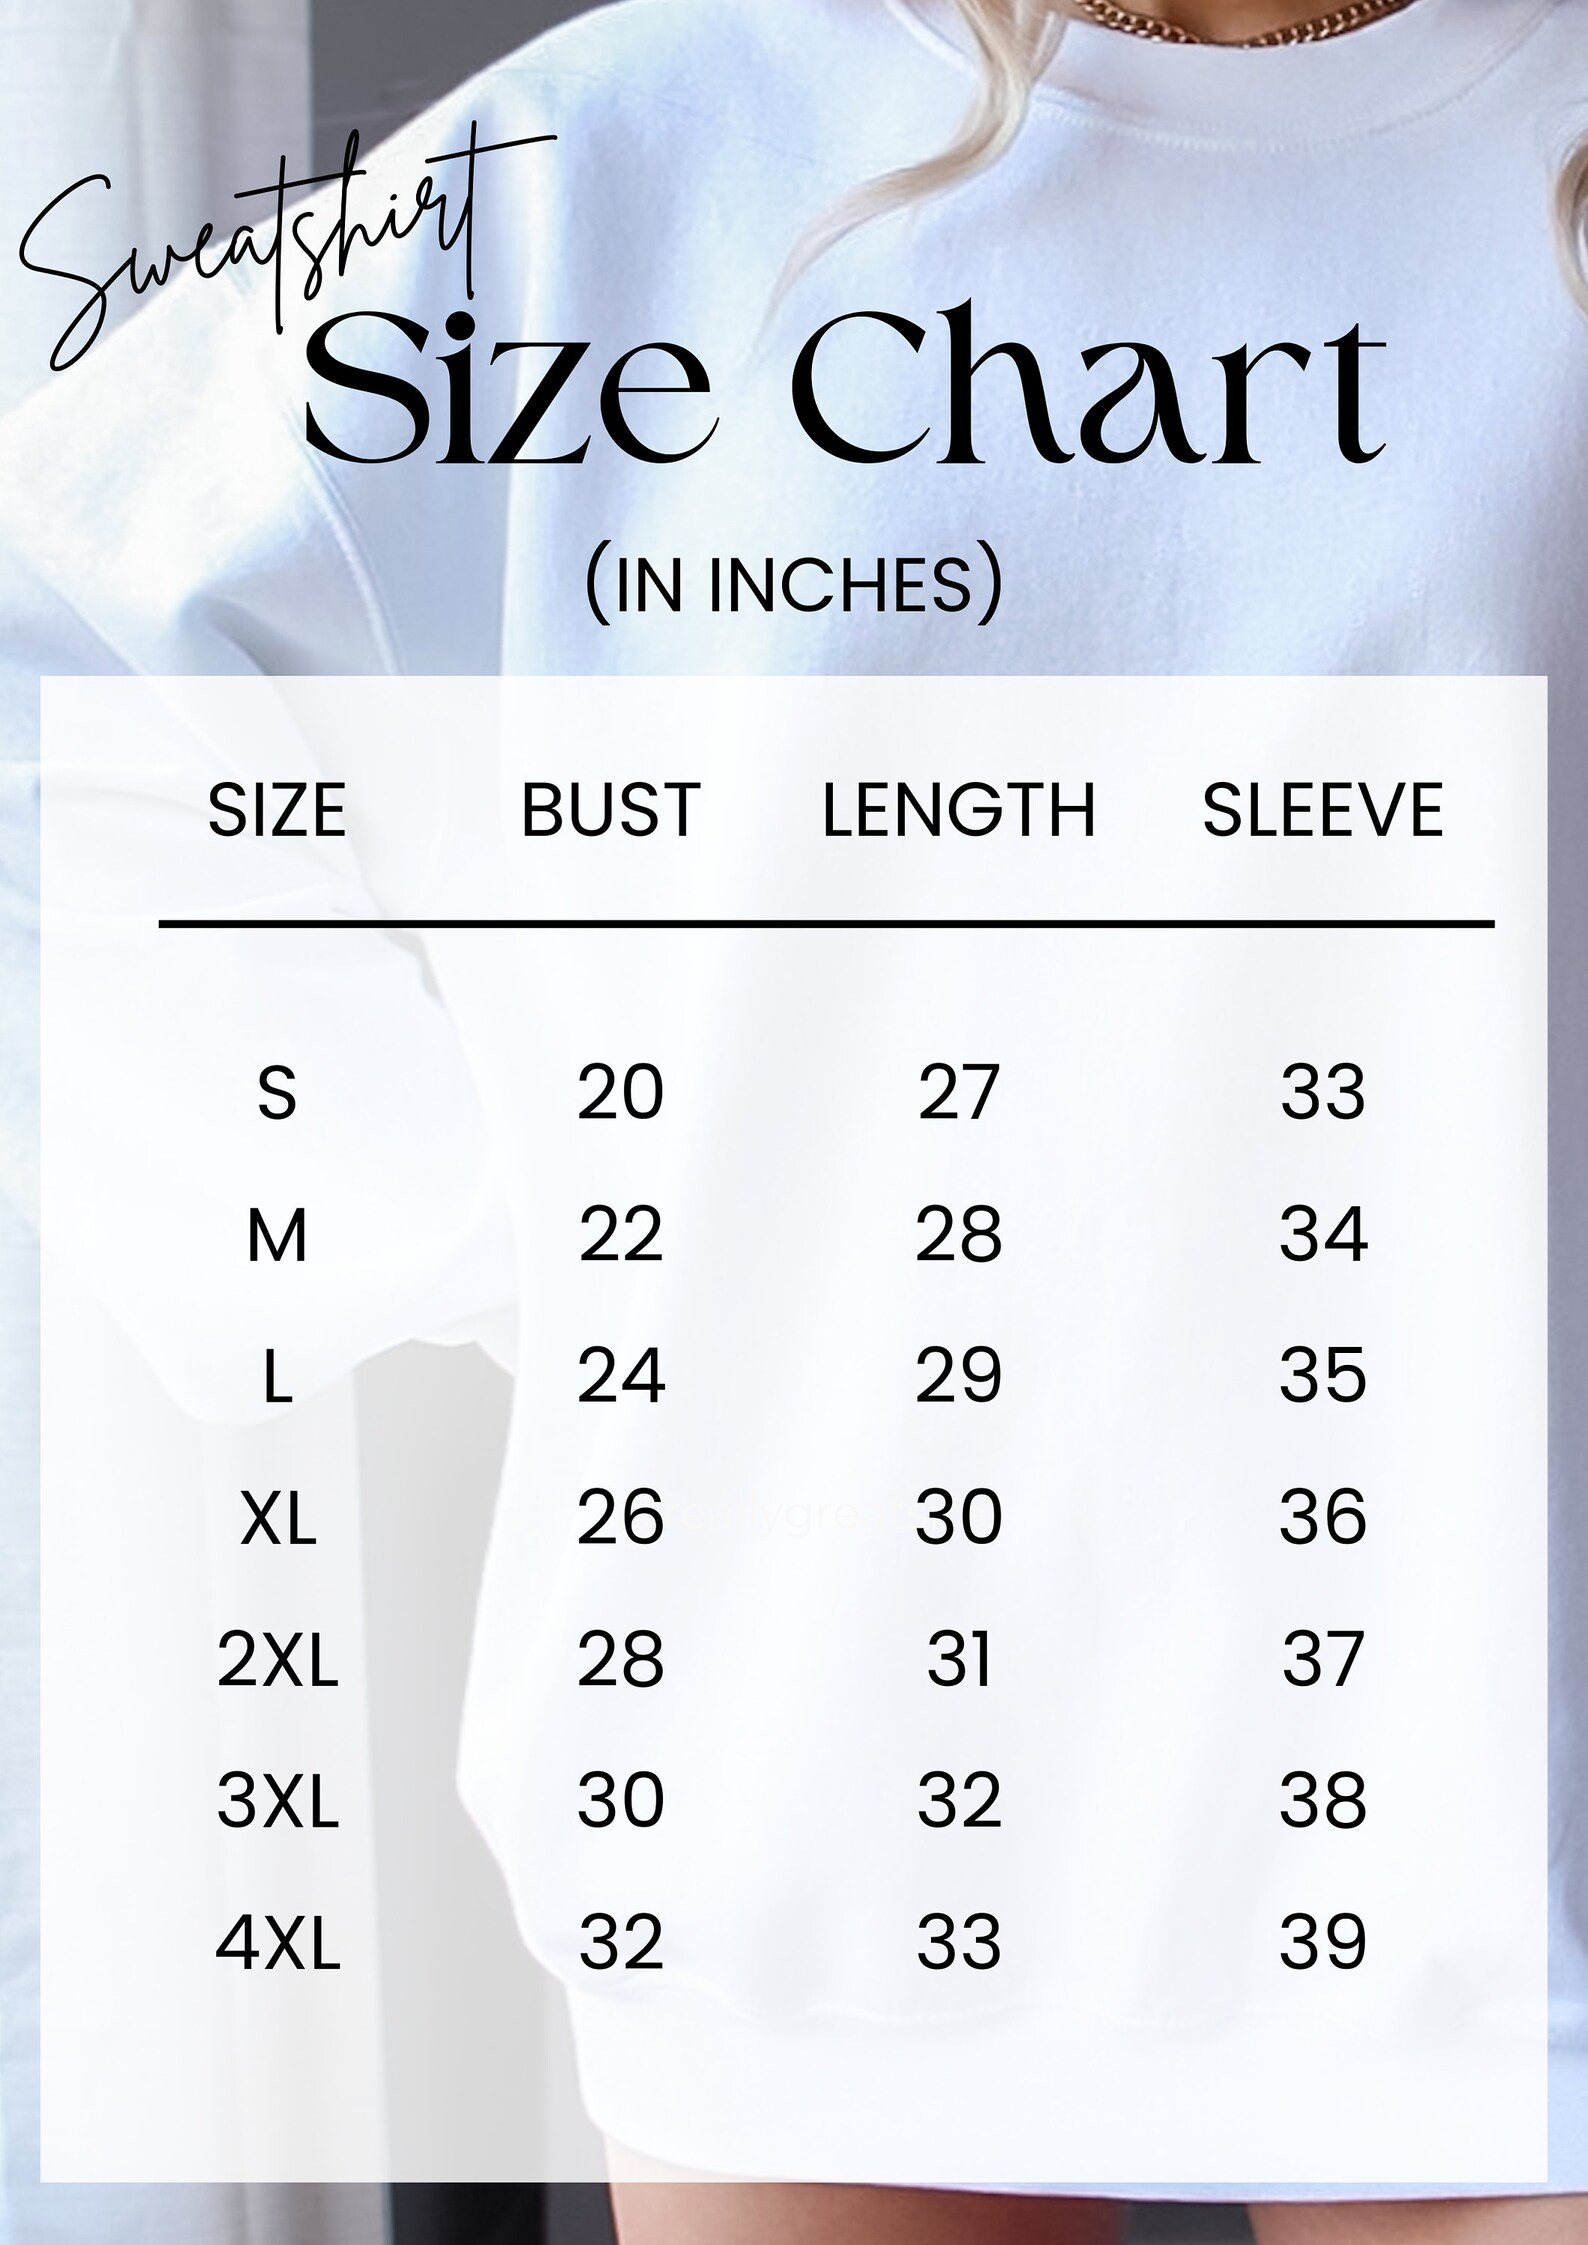 Sweatshirt
Size Chart
(IN INCHES)
SIZE BUST LENGTH SLEEVE
S 20 27 33
M 22 28 34
L 24 29 35
XL 26 30 36
2XL 28 31 37
3XL 30 32 38
4XL 32 33 39